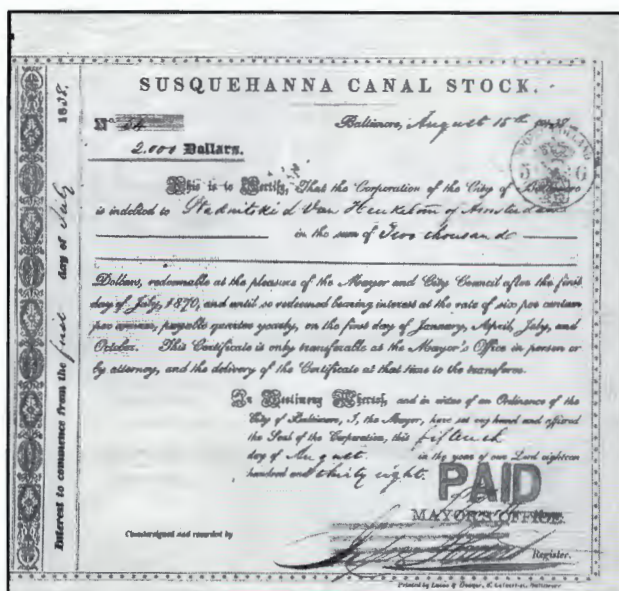 SUSQUEHANNA CANAL STOCK.
No. 54 Baltimore, August 15th 1838
2.000 Dollars.
This is to Certify, That the Corporation of the City of Baltimore
is indebted to Stadnitski & Van Heukelom of Amsterdam
in the sum of Two thousand
Dollars, redeemable at the pleasure of the Mayor and City Council after the first
day of July, 1870, and until so redeemed bearing interest at the rate of six per centum
per annum, payable quarter yearly, on the first day of January, April, July, and
October. This Certificate is only transferable at the Mayor's Office in person or
by attorney, and the delivery of the Certificate at that time to the transferee.
In Testimony Whereof, and in virtue of an Ordinance of the
City of Baltimore, I, the Mayor, have set my hand and affixed
the Seal of the Corporation, this fifteenth
day of August in the year of our Lord eighteen
hundred and thirty eight.
PAID
MAYOR'S OFFICE
Countersigned and recorded by
Register.
Printed by Lucas &
Interest to commence from the first day of July 1838.
5 G